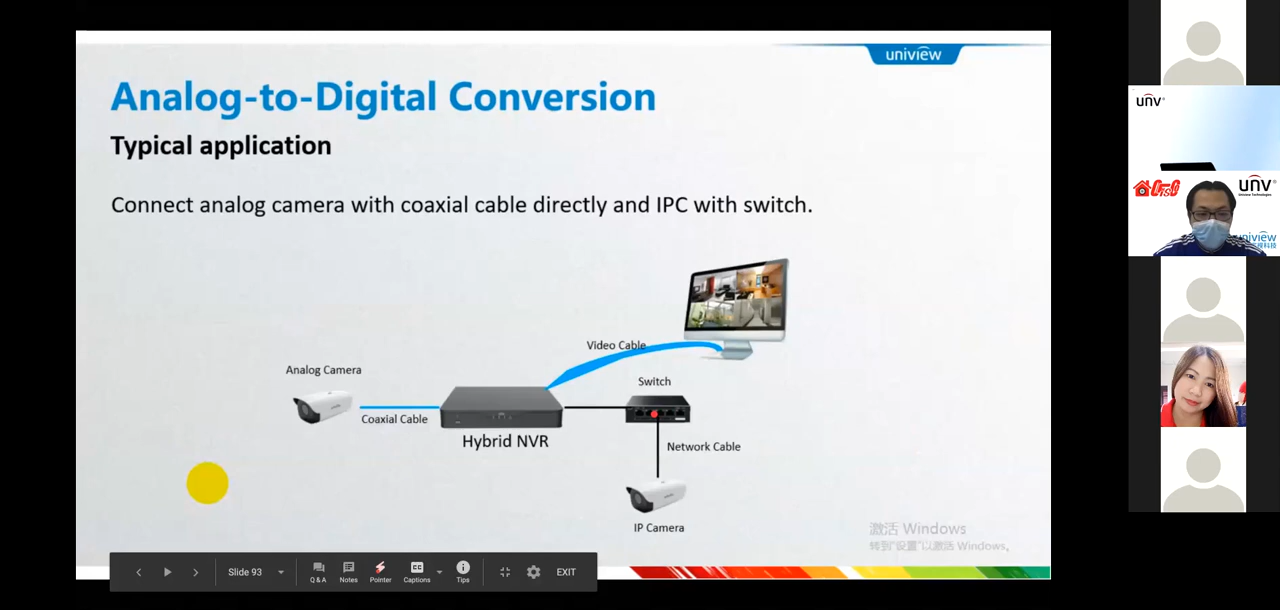 uniview
Analog-to-Digital Conversion
Typical application
Connect analog camera with coaxial cable directly and IPC with switch.
Video Cable
Analog Camera
Switch
Coaxial Cable
Hybrid NVR
Network Cable
IP Camera
激活 Windows
转到"设置"以激活 Windows。
Slide 93
Q & A
Notes
Pointer
Captions
Tips
EXIT
unv
unv
uniview